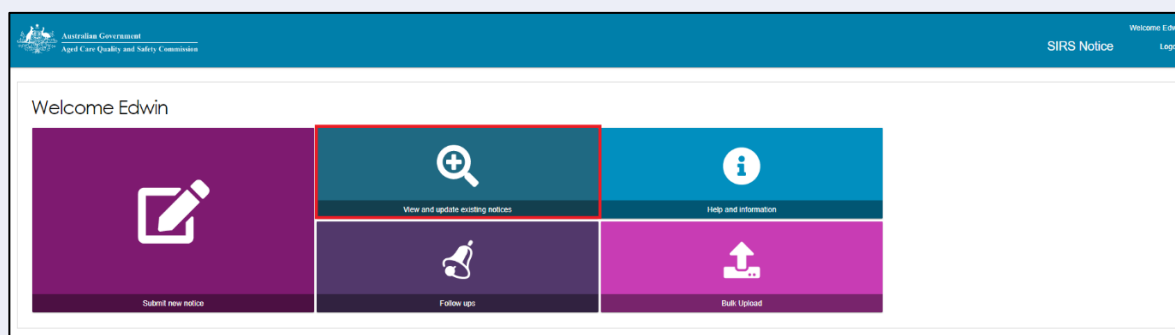 Australian Government
Aged Care Quality and Safety Commission
SIRS Notice
Welcome Edwin
View and update existing notices
Help and information
Submit new notice
Follow ups
Bulk Upload